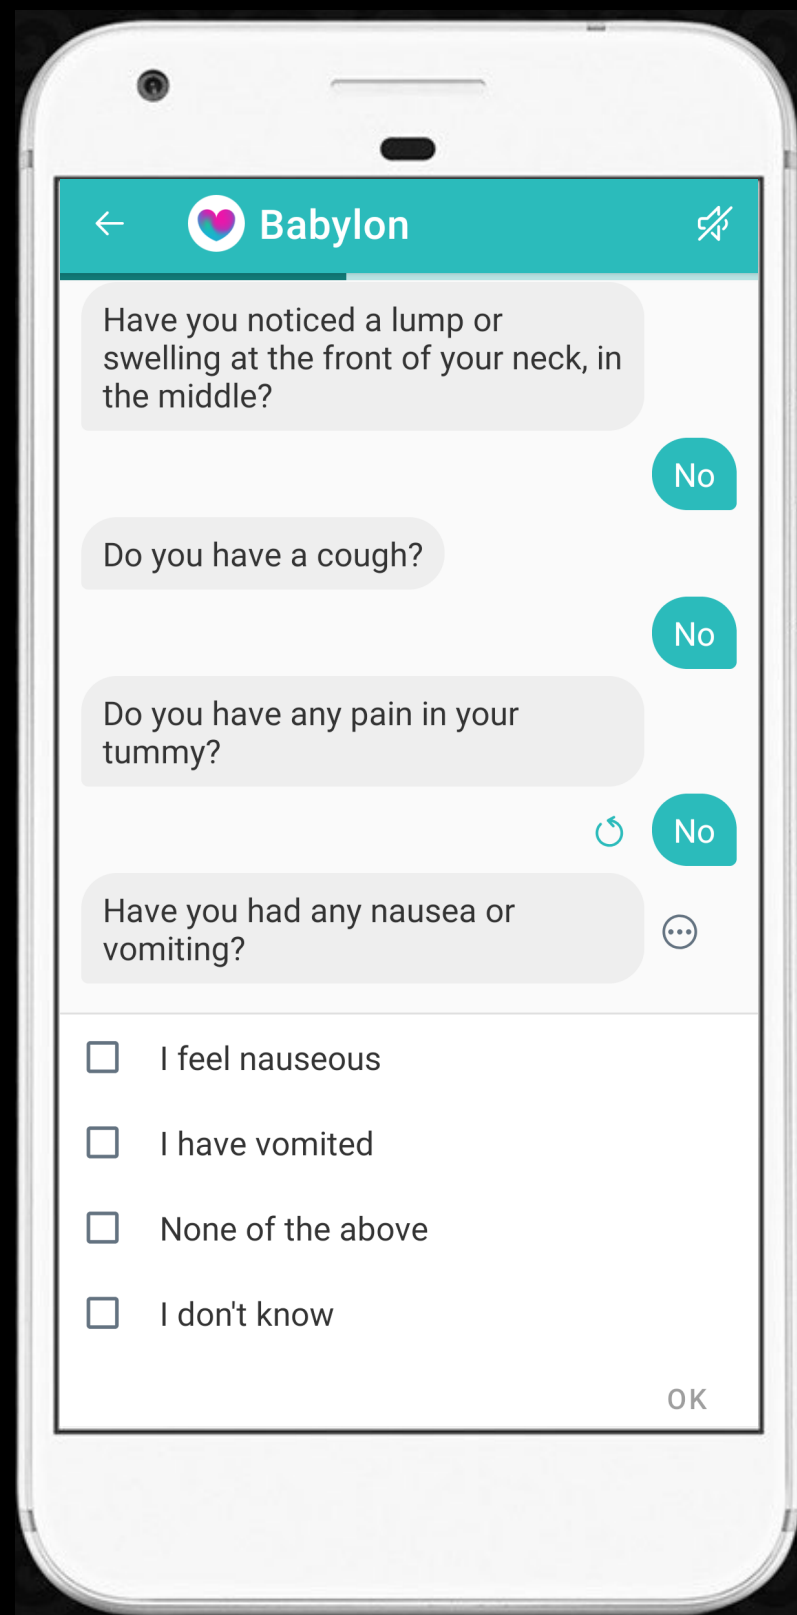 Babylon
Have you noticed a lump or
swelling at the front of your neck, in
the middle?
No
Do you have a cough?
No
Do you have any pain in your
tummy?
No
Have you had any nausea or
vomiting?
I feel nauseous
I have vomited
None of the above
I don't know
OK